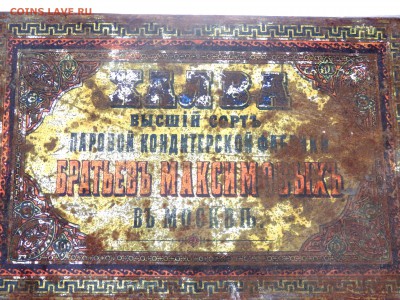 COINS.LAVE.RU
ХАЛВА
ВЫСШІЙ СОРТЪ
ПАРОВОЙ КОНДИТЕРСКОЙ ФАБРИКИ
БРАТЬЕВЪ МАКСИМОВЫХЪ
ВЪ МОСКВѢ.